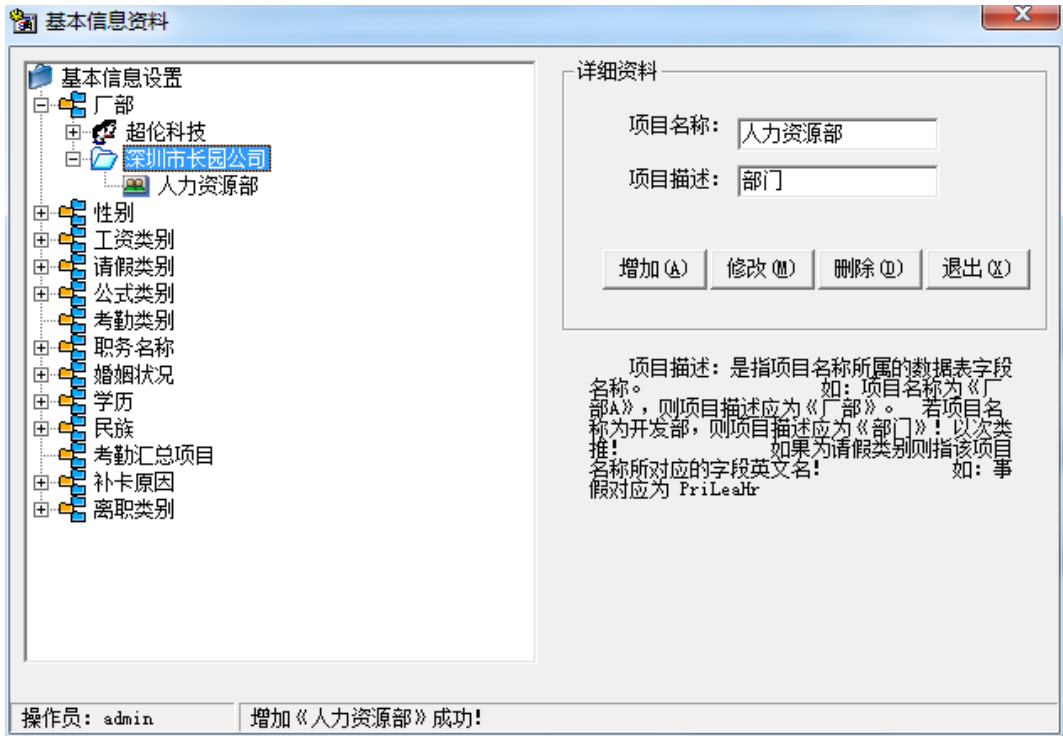 基本信息资料
基本信息设置
厂部
超伦科技
深圳市长园公司
人力资源部
性别
工资类别
请假类别
公式类别
考勤类别
职务名称
婚姻状况
学历
民族
考勤汇总项目
补卡原因
离职类别
详细资料
项目名称: 人力资源部
项目描述: 部门
增加(A) 修改(M) 删除(D) 退出(X)
项目描述: 是指项目名称所属的数据表字段
名称。 如: 项目名称为《厂
部A》, 则项目描述应为《厂部》。 若项目名
称为开发部, 则项目描述应为《部门》! 以次类
推! 如果为请假类别则指该项目
名称所对应的字段英文名! 如: 事
假对应为 PriLeaHr
操作员: admin 增加《人力资源部》成功!